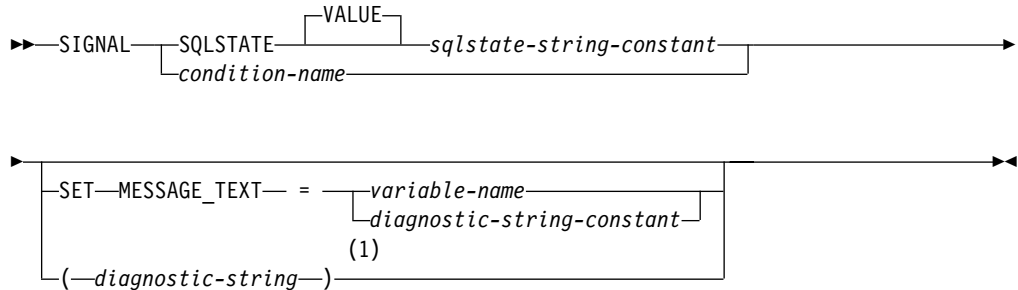 VALUE
SIGNAL SQLSTATE sqlstate-string-constant
condition-name
SET MESSAGE_TEXT = variable-name
diagnostic-string-constant
(1)
( diagnostic-string )